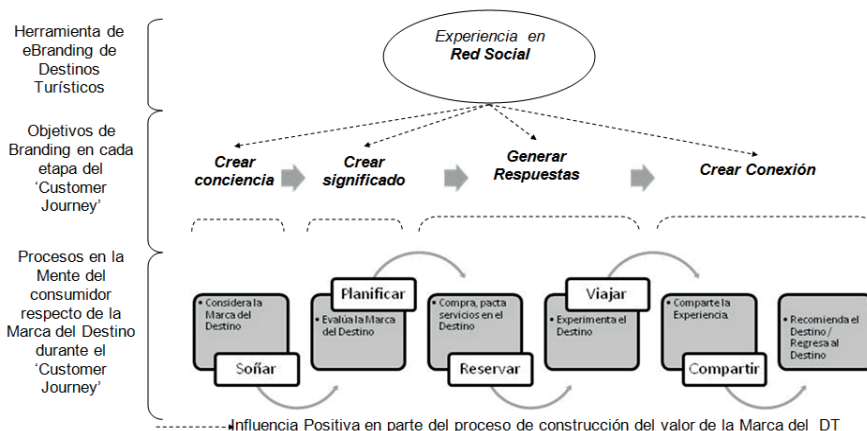 Herramienta de
eBranding de
Destinos
Turísticos
Experiencia en
Red Social
Objetivos de
Branding en cada
etapa del
‘Customer
Journey’
Crear
conciencia
Crear
significado
Generar
Respuestas
Crear Conexión
Procesos en la
Mente del
consumidor
respecto de la
Marca del Destino
durante el
‘Customer
Journey’
• Considera la
Marca del
Destino
Soñar
Planificar
• Evalúa la Marca
del Destino
• Compra, pacta
servicios en el
Destino
Reservar
Viajar
• Experimenta el
Destino
• Comparte la
Experiencia.
Compartir
• Recomienda el
Destino /
Regresa al
Destino
Influencia Positiva en parte del proceso de construcción del valor de la Marca del DT